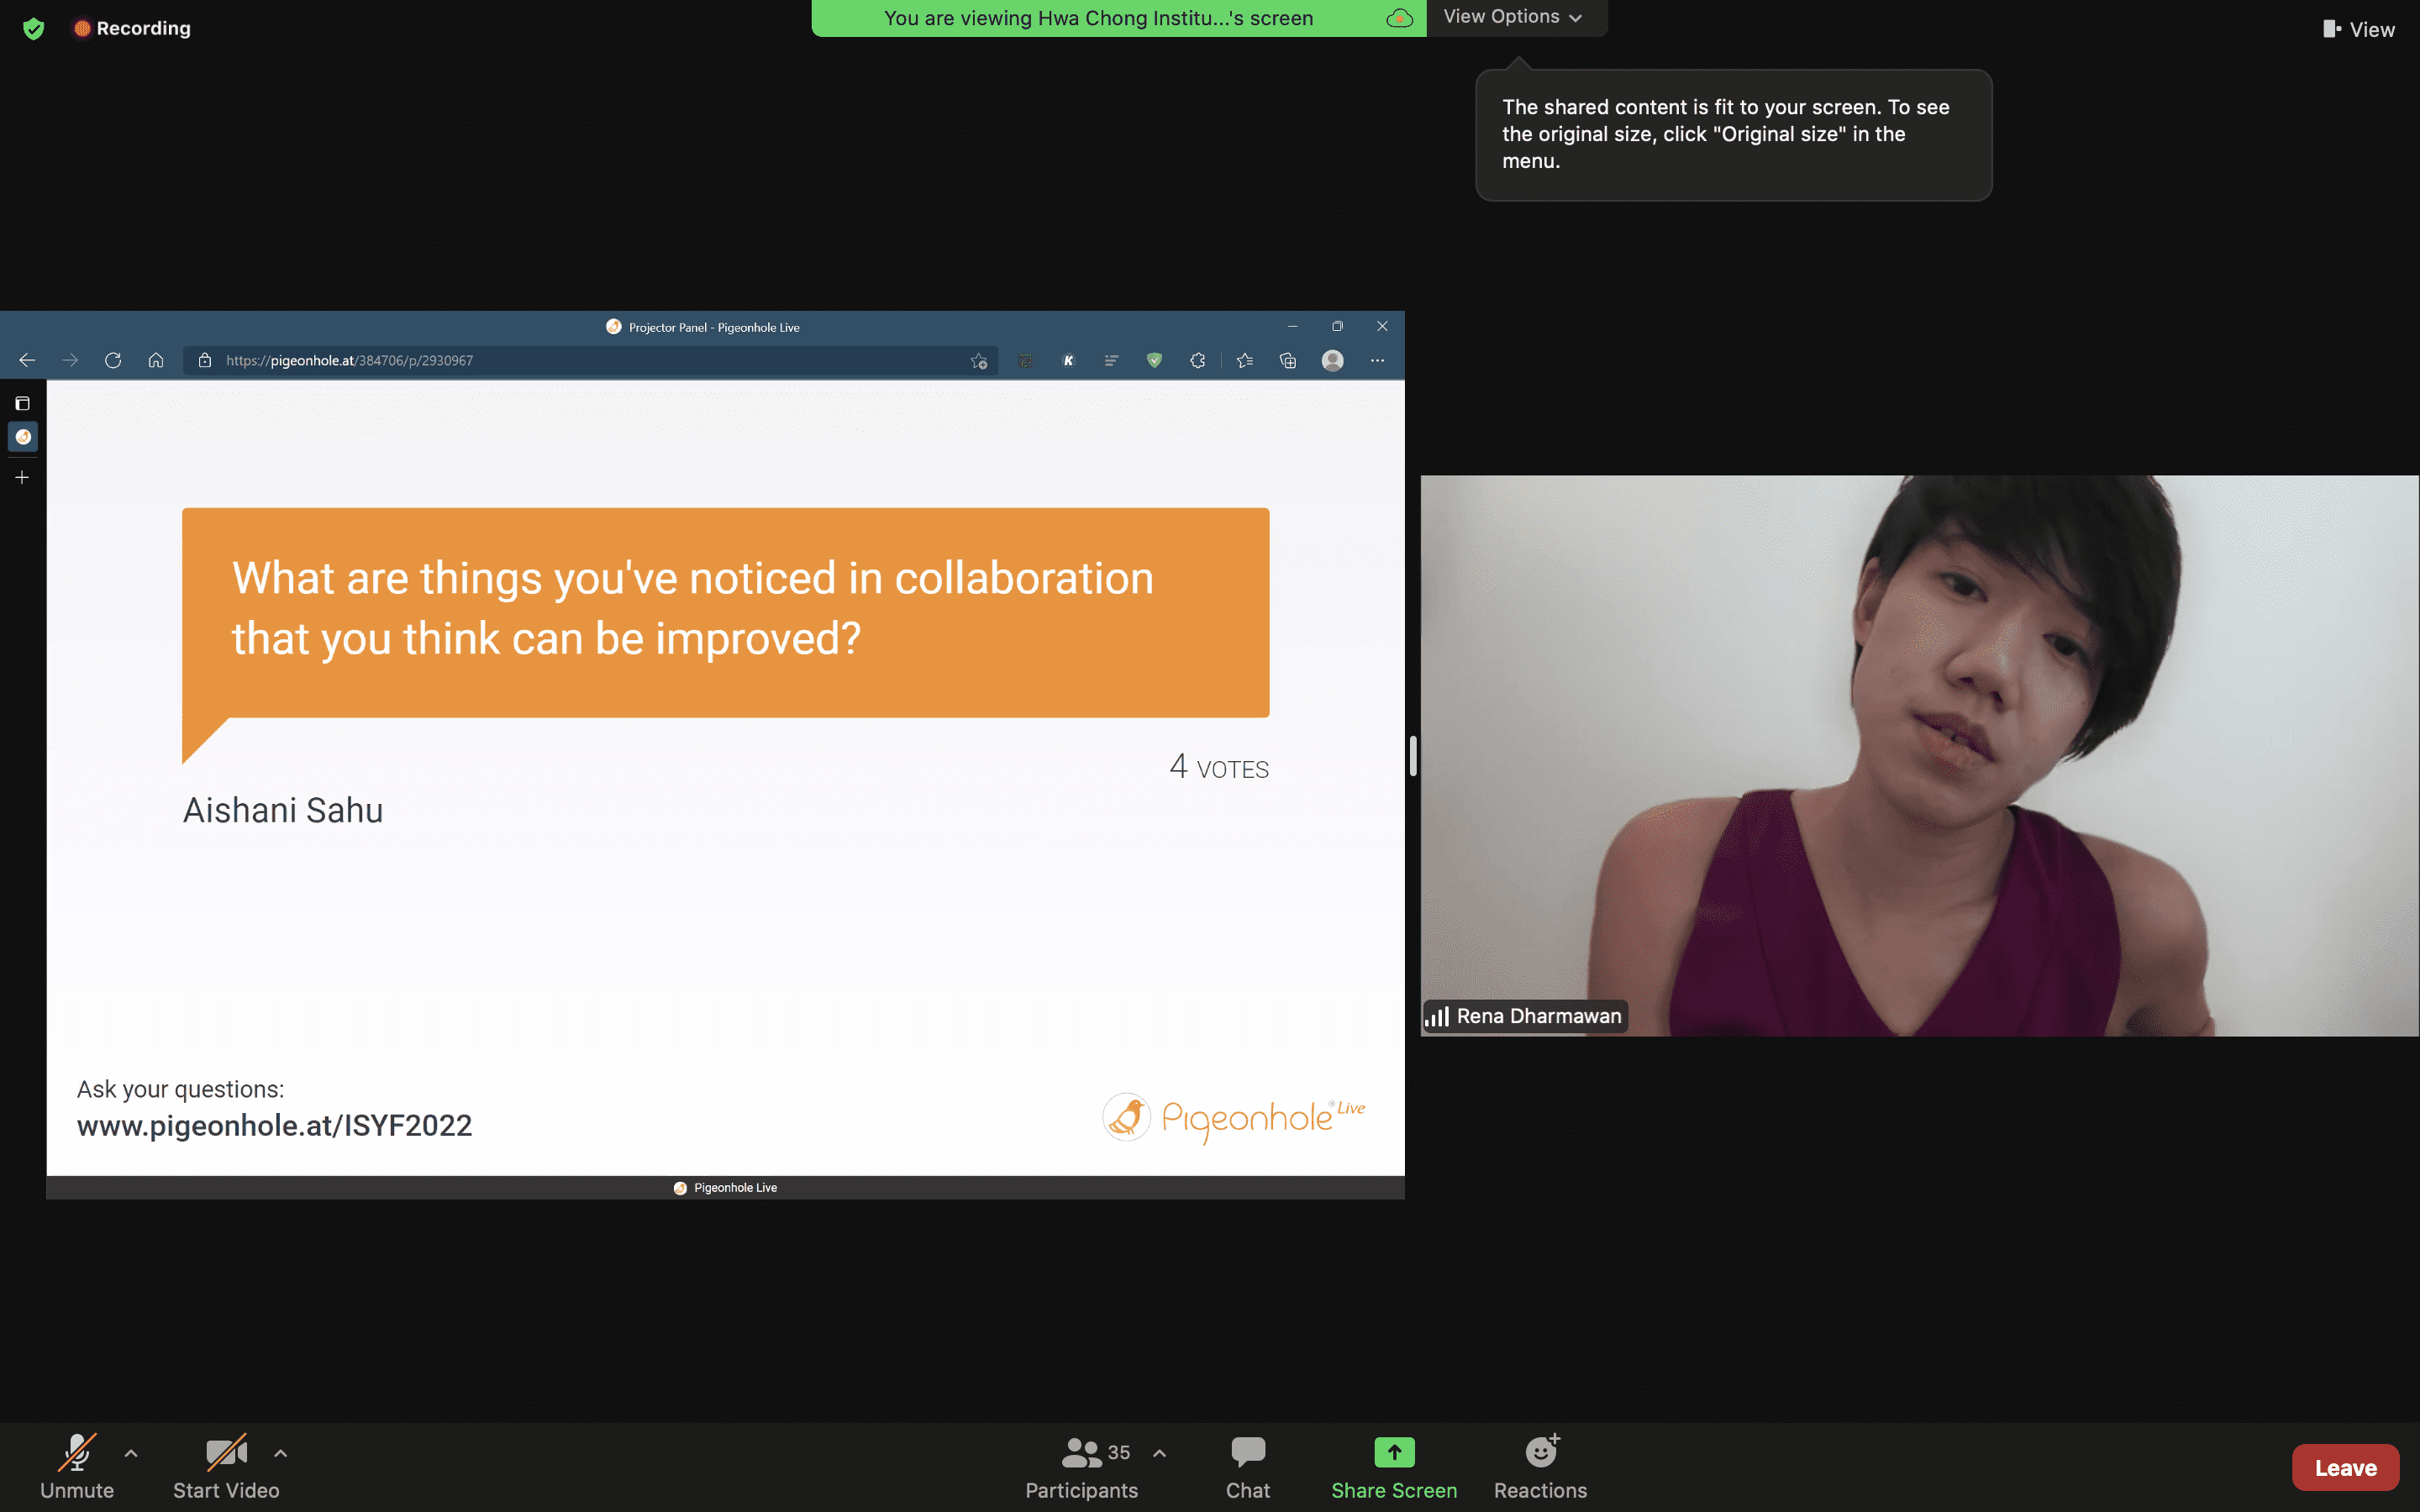 Recording
You are viewing Hwa Chong Institu...'s screen
View Options
View
The shared content is fit to your screen. To see
the original size, click "Original size" in the
menu.
Projector Panel - Pigeonhole Live
https://pigeonhole.at/384706/p/2930967
K
What are things you've noticed in collaboration
that you think can be improved?
4 VOTES
Aishani Sahu
Rena Dharmawan
Ask your questions:
www.pigeonhole.at/ISYF2022
Pigeonhole Live
Pigeonhole Live
Unmute
Start Video
35
Participants
Chat
Share Screen
Reactions
Leave